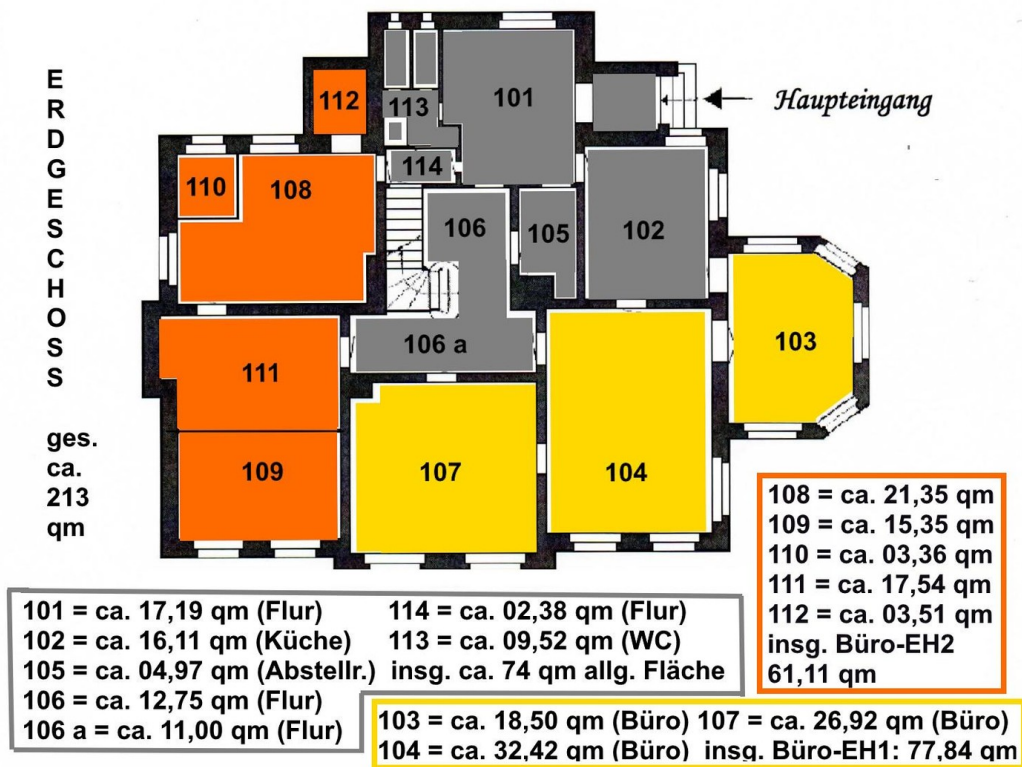 ERDGESCHOSS
ges.
ca.
213
qm
Haupteingang
112
113
101
114
110
108
106
105
102
103
106 a
111
109
107
104
108 = ca. 21,35 qm
109 = ca. 15,35 qm
110 = ca. 03,36 qm
111 = ca. 17,54 qm
112 = ca. 03,51 qm
insg. Büro-EH2
61,11 qm
101 = ca. 17,19 qm (Flur)
102 = ca. 16,11 qm (Küche)
105 = ca. 04,97 qm (Abstellr.)
106 = ca. 12,75 qm (Flur)
106 a = ca. 11,00 qm (Flur)
114 = ca. 02,38 qm (Flur)
113 = ca. 09,52 qm (WC)
insg. ca. 74 qm allg. Fläche
103 = ca. 18,50 qm (Büro) 107 = ca. 26,92 qm (Büro)
104 = ca. 32,42 qm (Büro) insg. Büro-EH1: 77,84 qm